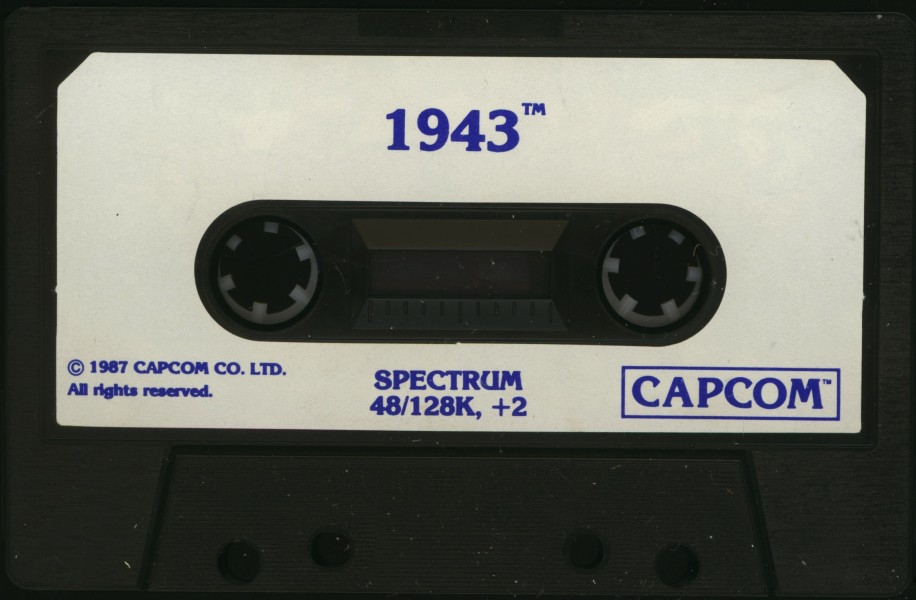 1943™
© 1987 CAPCOM CO. LTD.
All rights reserved.
SPECTRUM
48/128K, +2
CAPCOM™